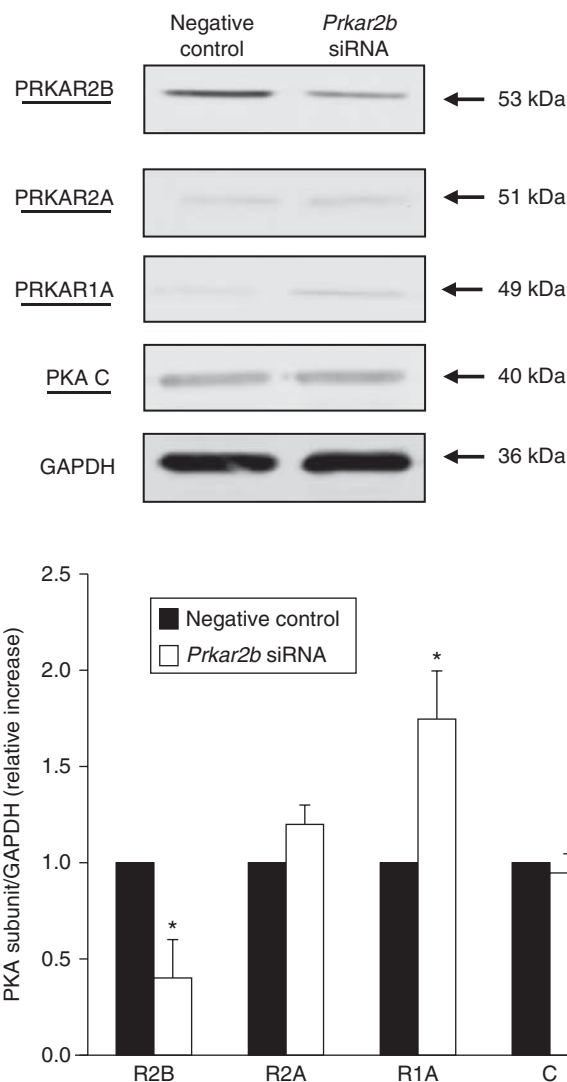 Negative
control
Prkar2b
siRNA
PRKAR2B
53 kDa
PRKAR2A
51 kDa
PRKAR1A
49 kDa
PKA C
40 kDa
GAPDH
36 kDa
PKA subunit/GAPDH (relative increase)
2.5
2.0
1.5
1.0
0.5
0.0
Negative control
Prkar2b siRNA
*
*
R2B
R2A
R1A
C